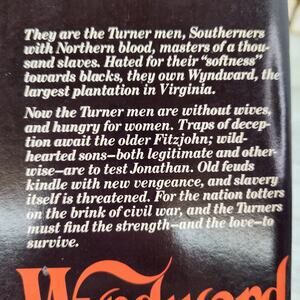 They are the Turner men, Southerners
with Northern blood, masters of a thou-
sand slaves. Hated for their "softness"
towards blacks, they own Wyndward, the
largest plantation in Virginia.
Now the Turner men are without wives,
and hungry for women. Traps of decep-
tion await the older Fitzjohn; wild-
hearted sons—both legitimate and other-
wise—are to test Jonathan. Old feuds
kindle with new vengeance, and slavery
itself is threatened. For the nation totters
on the brink of civil war, and the Turners
must find the strength—and the love—to
survive.
Wyndward